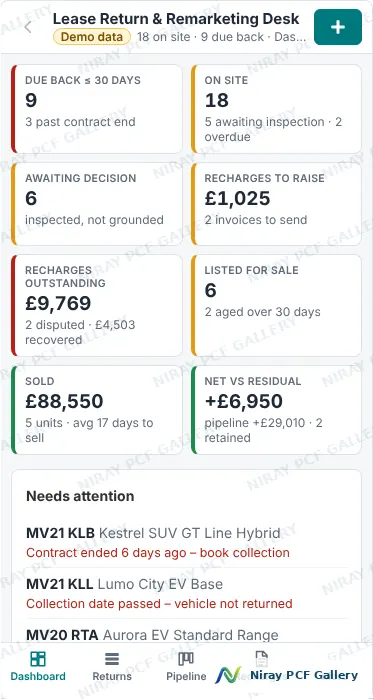 Lease Return & Remarketing Desk
Demo data 18 on site · 9 due back · Das...
DUE BACK ≤ 30 DAYS
9
3 past contract end
ON SITE
18
5 awaiting inspection · 2
overdue
AWAITING DECISION
6
inspected, not grounded
RECHARGES TO RAISE
£1,025
2 invoices to send
RECHARGES
OUTSTANDING
£9,769
2 disputed · £4,503
recovered
LISTED FOR SALE
6
2 aged over 30 days
SOLD
£88,550
5 units · avg 17 days to
sell
NET VS RESIDUAL
+£6,950
pipeline +£29,010 · 2
retained
Needs attention
MV21 KLB Kestrel SUV GT Line Hybrid
Contract ended 6 days ago – book collection
MV21 KLL Lumo City EV Base
Collection date passed – vehicle not returned
MV20 RTA Aurora EV Standard Range
Dashboard
Returns
Pipeline
Niray PCF Gallery
NIRAY PCF GALLERY